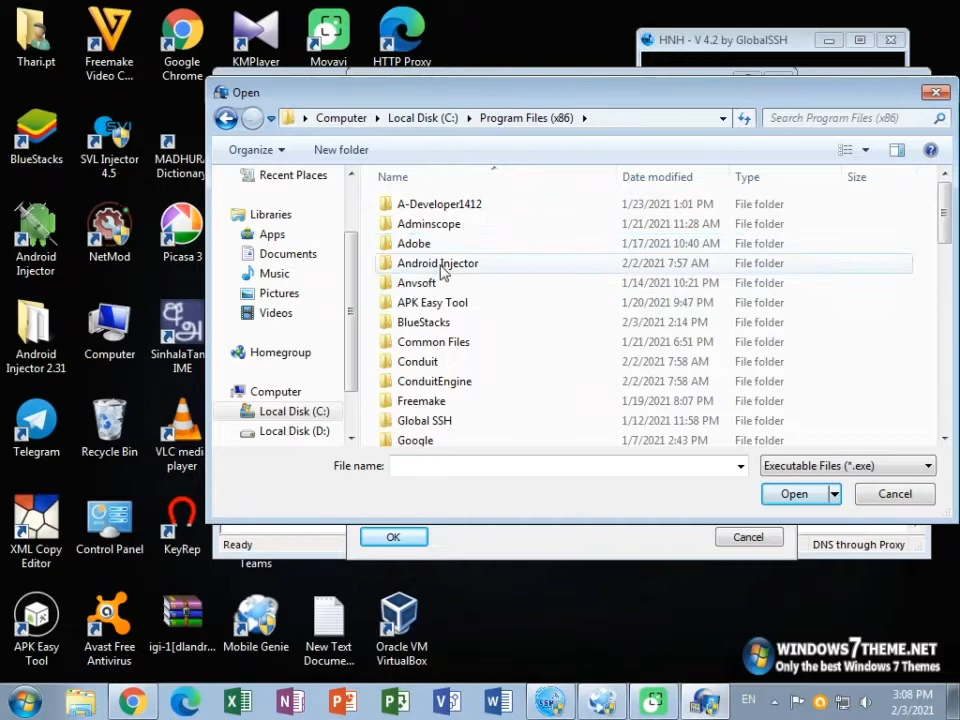 Thari.pt
Freemake
Video C...
Google
Chrome
KMPlayer
Movavi
HTTP Proxy
HNH - V 4.2 by GlobalSSH
Open
Computer
Local Disk (C:)
Program Files (x86)
Search Program Files (x86)
Organize
New folder
BlueStacks
SVL Injector
4.5
MADHURA
Dictionary
Android
Injector
NetMod
Picasa 3
Android
Injector 2.31
Computer
SinhalaTan
IME
Telegram
Recycle Bin
VLC medi
player
XML Copy
Editor
Control Panel
KeyRep
Teams
APK Easy
Tool
Avast Free
Antivirus
igi-1[dlandr...
Mobile Genie
New Text
Docume...
Oracle VM
VirtualBox
Recent Places
Libraries
Apps
Documents
Music
Pictures
Videos
Homegroup
Computer
Local Disk (C:)
Local Disk (D:)
Name
Date modified
Type
Size
A-Developer1412 1/23/2021 1:01 PM File folder
Adminscope 1/21/2021 11:28 AM File folder
Adobe 1/17/2021 10:40 AM File folder
Android Injector 2/2/2021 7:57 AM File folder
Anvsoft 1/14/2021 10:21 PM File folder
APK Easy Tool 1/20/2021 9:47 PM File folder
BlueStacks 2/3/2021 2:14 PM File folder
Common Files 1/21/2021 6:51 PM File folder
Conduit 2/2/2021 7:58 AM File folder
ConduitEngine 2/2/2021 7:58 AM File folder
Freemake 1/19/2021 8:07 PM File folder
Global SSH 1/12/2021 11:58 PM File folder
Google 1/7/2021 2:43 PM File folder
File name:
Executable Files (*.exe)
Open
Cancel
OK
Cancel
Ready
DNS through Proxy
WINDOWS7THEME.NET
Only the best Windows 7 Themes
EN
3:08 PM
2/3/2021